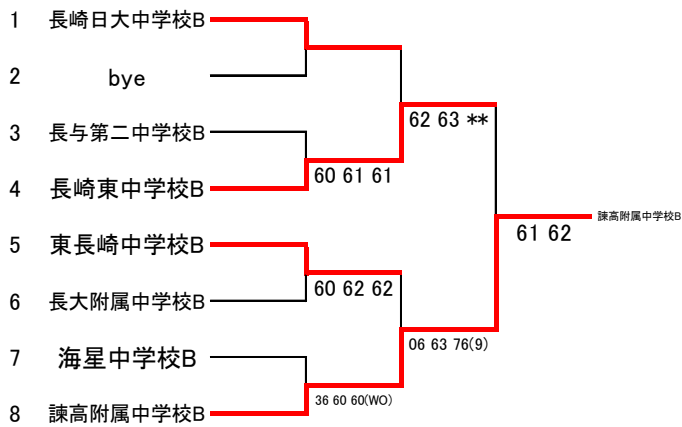 1 長崎日大中学校B
2 bye
3 長与第二中学校B
4 長崎東中学校B
5 東長崎中学校B
6 長大附属中学校B
7 海星中学校B
8 諫高附属中学校B
60 61 61
60 62 62
36 60 60(WO)
62 63 **
06 63 76(9)
61 62
諫高附属中学校B